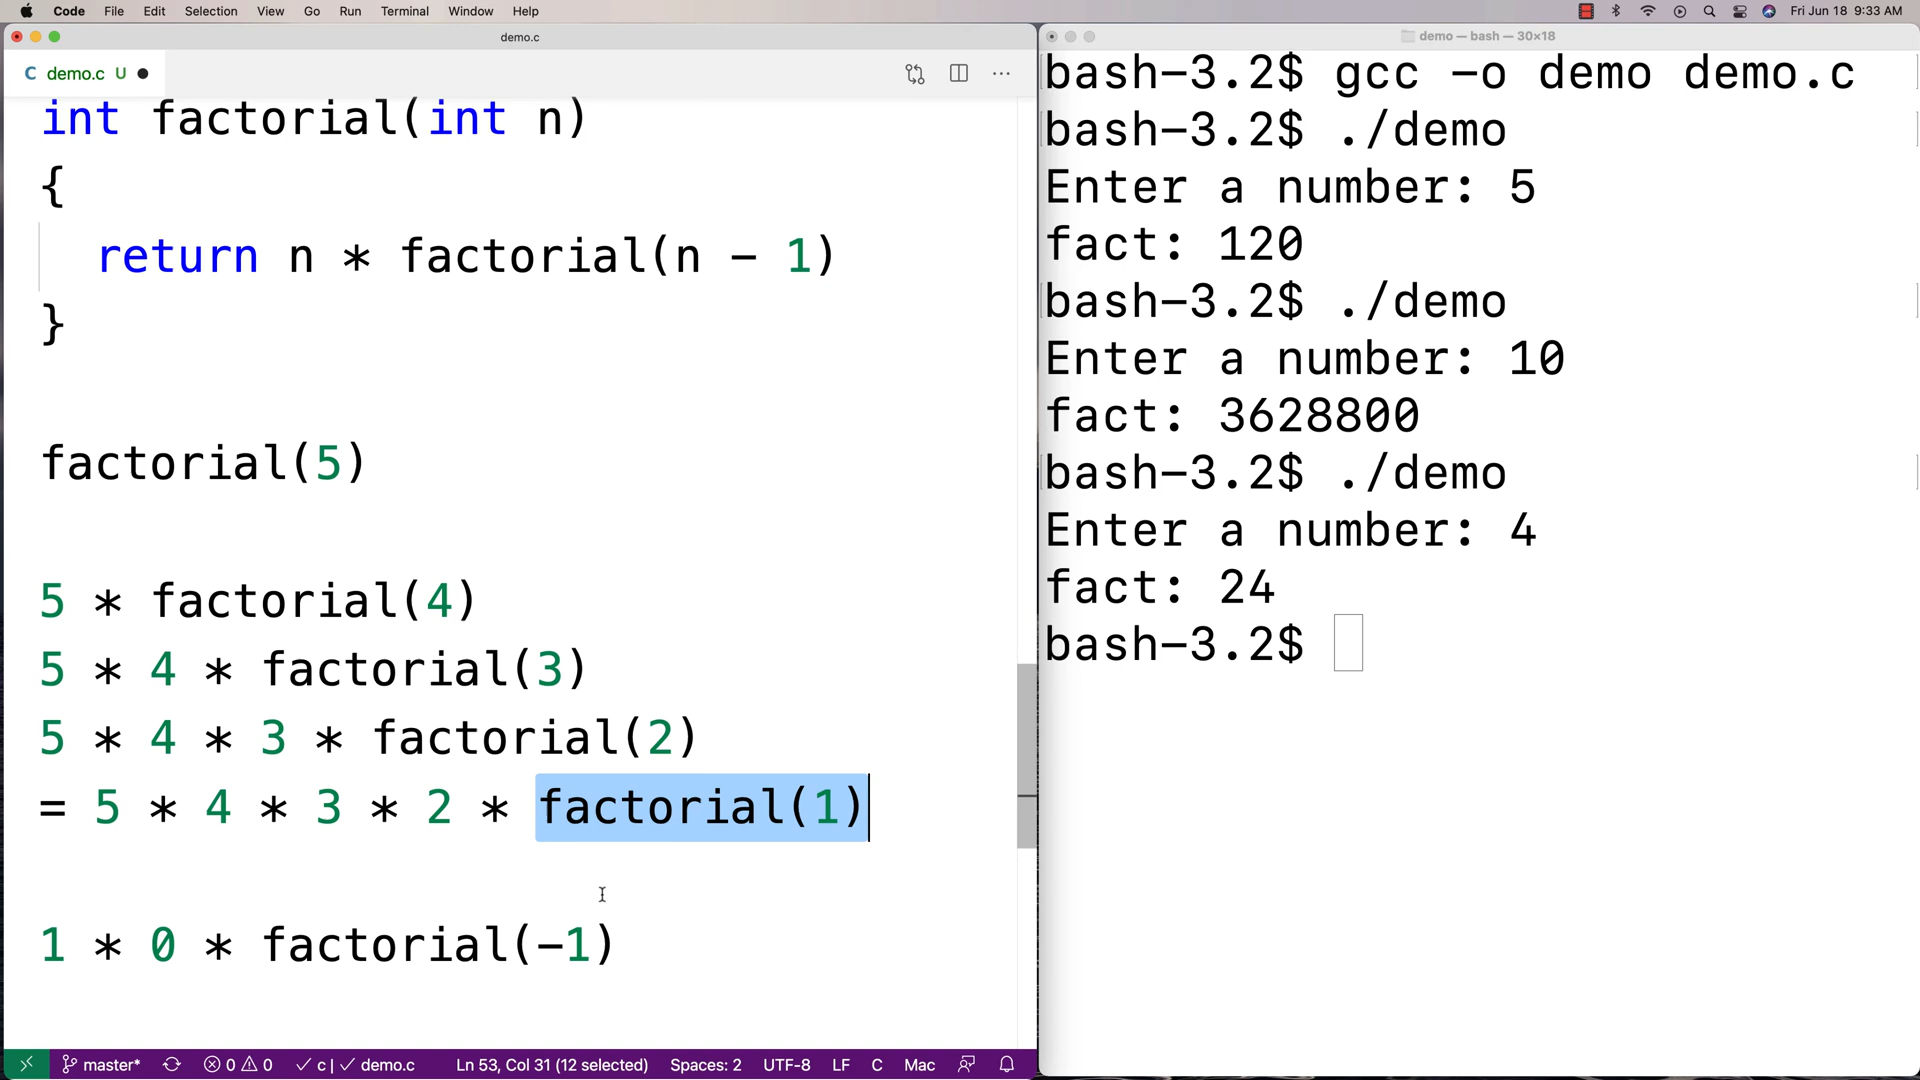 Code File Edit Selection View Go Run Terminal Window Help Fri Jun 18 9:33 AM
demo.c
C demo.c U
int factorial(int n)
{
return n * factorial(n - 1)
}
factorial(5)
5 * factorial(4)
5 * 4 * factorial(3)
5 * 4 * 3 * factorial(2)
= 5 * 4 * 3 * 2 * factorial(1)
1 * 0 * factorial(-1)
master* 0 0 c | demo.c Ln 53, Col 31 (12 selected) Spaces: 2 UTF-8 LF C Mac
demo — bash — 30×18
bash-3.2$ gcc -o demo demo.c
bash-3.2$ ./demo
Enter a number: 5
fact: 120
bash-3.2$ ./demo
Enter a number: 10
fact: 3628800
bash-3.2$ ./demo
Enter a number: 4
fact: 24
bash-3.2$